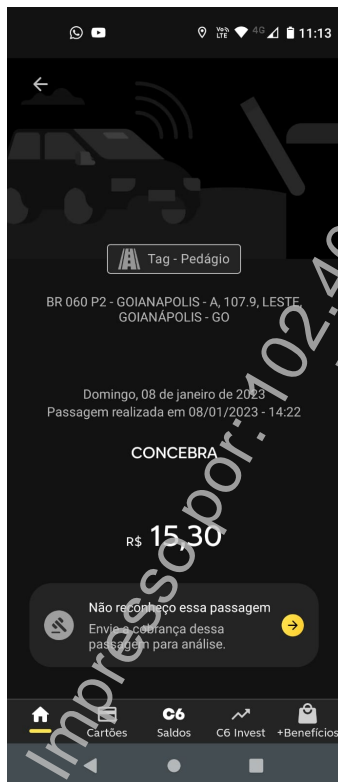 VoLTE 4G 11:13
Tag - Pedágio
BR 060 P2 - GOIANAPOLIS - A, 107.9, LESTE,
GOIANÁPOLIS - GO
Domingo, 08 de janeiro de 2023
Passagem realizada em 08/01/2023 - 14:22
CONCEBRA
R$ 15,30
Não reconheço essa passagem
Envie a cobrança dessa
passagem para análise.
Cartões
C6
Saldos
C6 Invest
+Benefícios
Impresso por: 102.4